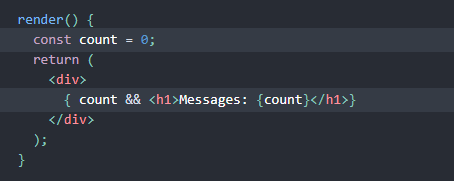 render() {
  const count = 0;
  return (
    <div>
      { count && <h1>Messages: {count}</h1>}
    </div>
  );
}